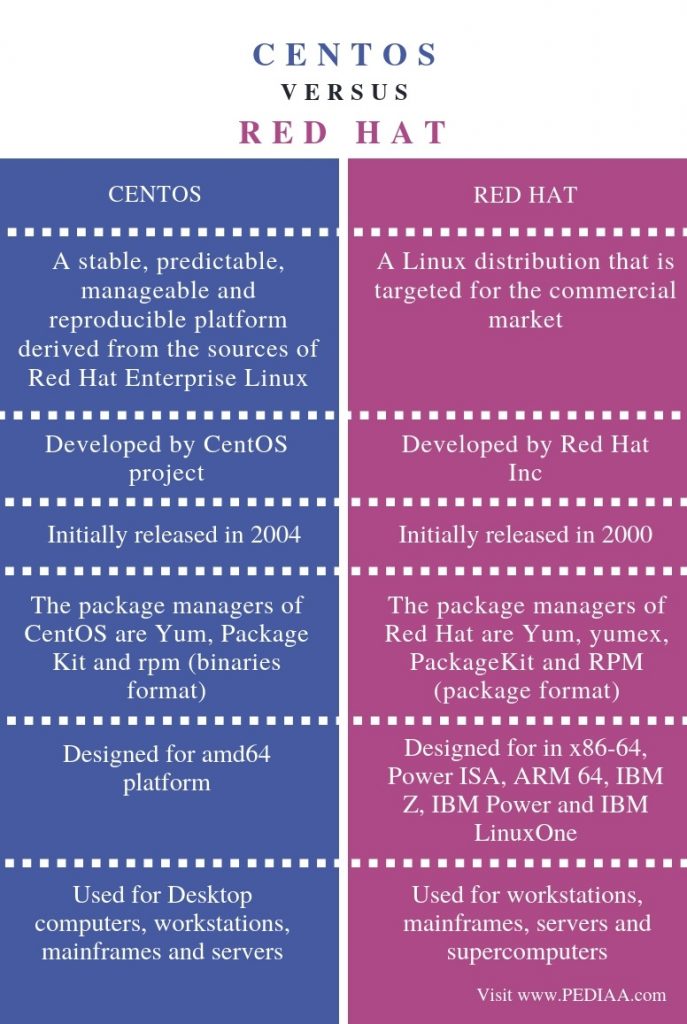 CENTOS
VERSUS
RED HAT
CENTOS
RED HAT
A stable, predictable,
manageable and
reproducible platform
derived from the sources of
Red Hat Enterprise Linux
A Linux distribution that is
targeted for the commercial
market
Developed by CentOS
project
Developed by Red Hat
Inc
Initially released in 2004
Initially released in 2000
The package managers of
CentOS are Yum, Package
Kit and rpm (binaries
format)
The package managers of
Red Hat are Yum, yumex,
PackageKit and RPM
(package format)
Designed for amd64
platform
Designed for in x86-64,
Power ISA, ARM 64, IBM
Z, IBM Power and IBM
LinuxOne
Used for Desktop
computers, workstations,
mainframes and servers
Used for workstations,
mainframes, servers and
supercomputers
Visit www.PEDIAA.com